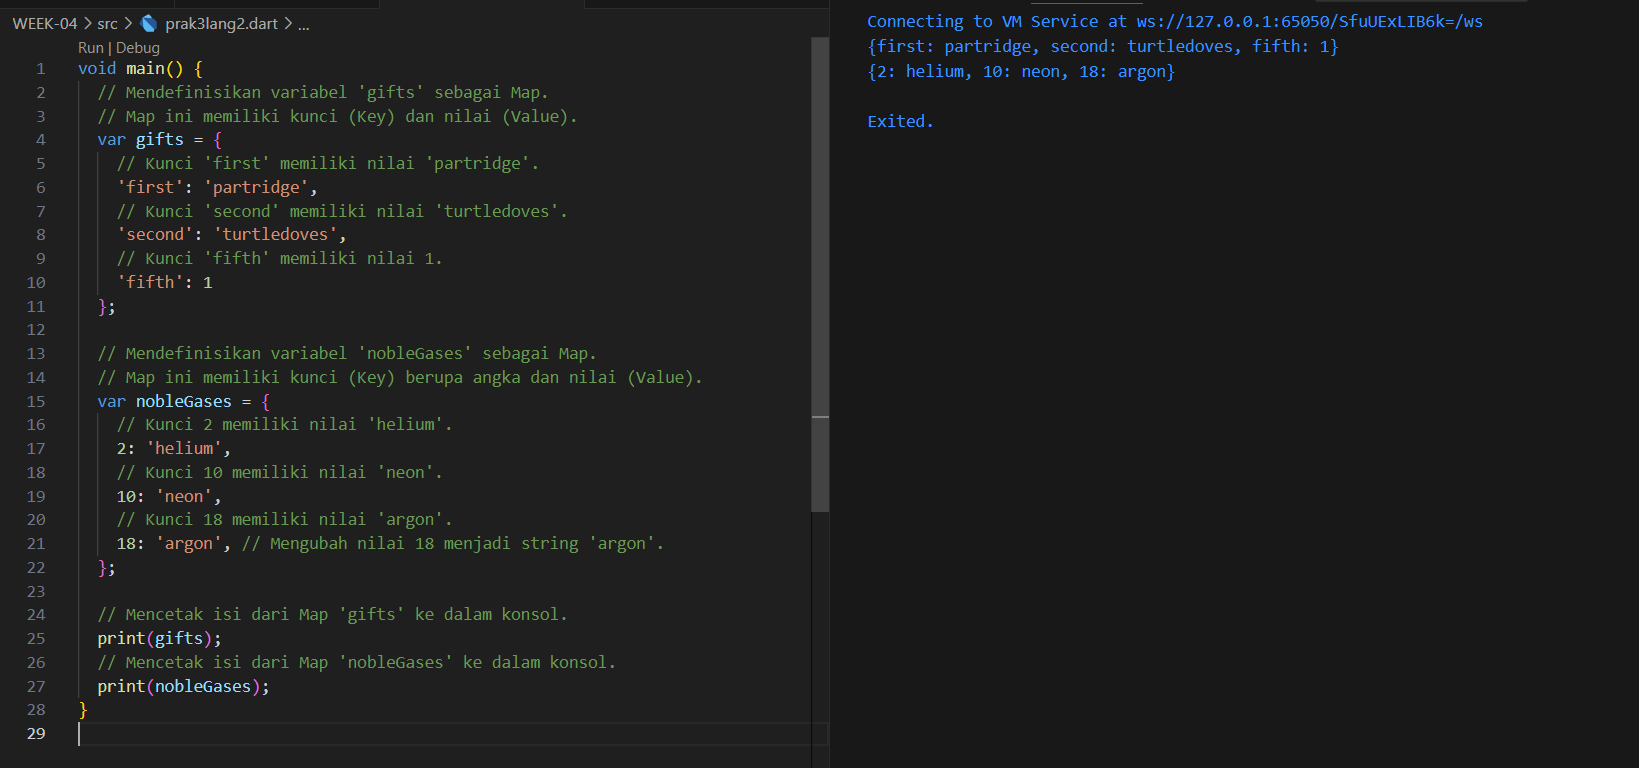 WEEK-04 > src > prak3lang2.dart > ...
Run | Debug
1 void main() {
2 // Mendefinisikan variabel 'gifts' sebagai Map.
3 // Map ini memiliki kunci (Key) dan nilai (Value).
4 var gifts = {
5 // Kunci 'first' memiliki nilai 'partridge'.
6 'first': 'partridge',
7 // Kunci 'second' memiliki nilai 'turtledoves'.
8 'second': 'turtledoves',
9 // Kunci 'fifth' memiliki nilai 1.
10 'fifth': 1
11 };
12
13 // Mendefinisikan variabel 'nobleGases' sebagai Map.
14 // Map ini memiliki kunci (Key) berupa angka dan nilai (Value).
15 var nobleGases = {
16 // Kunci 2 memiliki nilai 'helium'.
17 2: 'helium',
18 // Kunci 10 memiliki nilai 'neon'.
19 10: 'neon',
20 // Kunci 18 memiliki nilai 'argon'.
21 18: 'argon', // Mengubah nilai 18 menjadi string 'argon'.
22 };
23
24 // Mencetak isi dari Map 'gifts' ke dalam konsol.
25 print(gifts);
26 // Mencetak isi dari Map 'nobleGases' ke dalam konsol.
27 print(nobleGases);
28 }
29
Connecting to VM Service at ws://127.0.0.1:65050/SfuUExLIB6k=/ws
{first: partridge, second: turtledoves, fifth: 1}
{2: helium, 10: neon, 18: argon}
Exited.